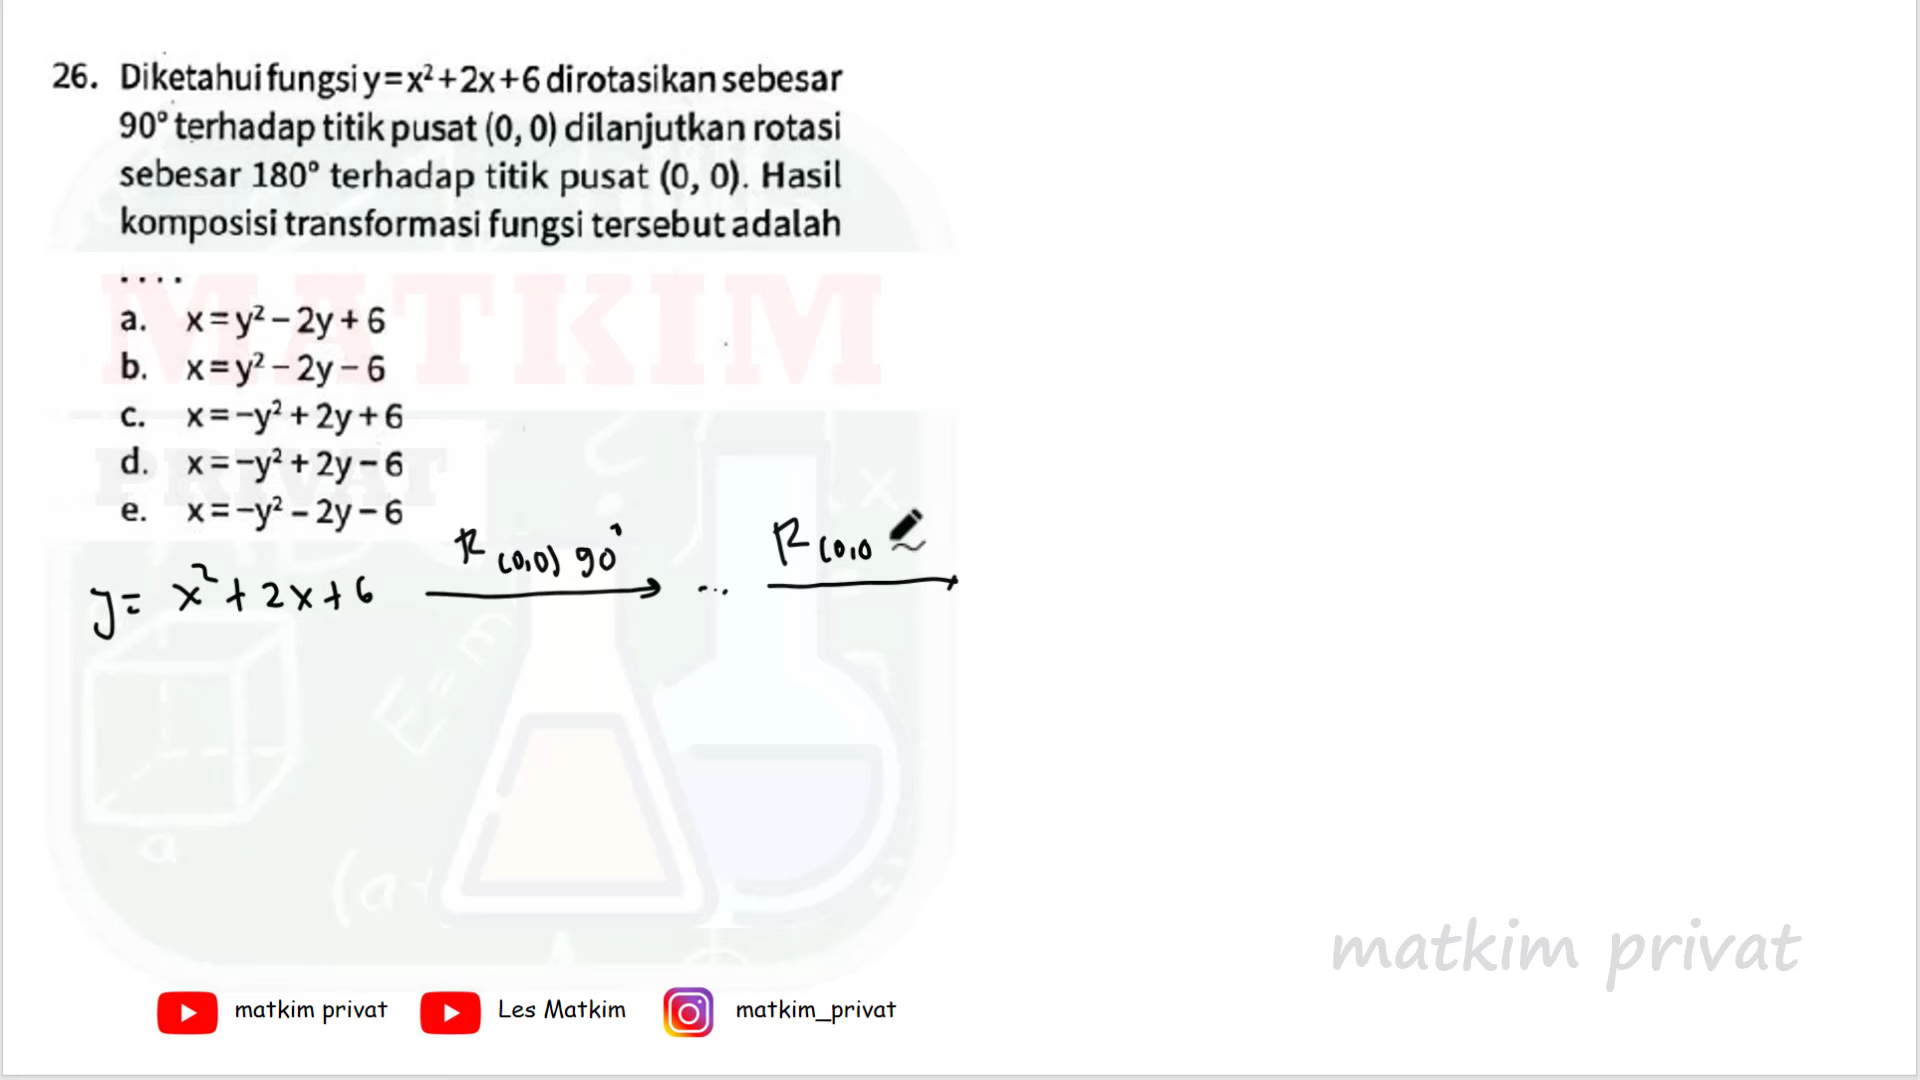 26. Diketahui fungsi y=x²+2x+6 dirotasikan sebesar
90° terhadap titik pusat (0, 0) dilanjutkan rotasi
sebesar 180° terhadap titik pusat (0, 0). Hasil
komposisi transformasi fungsi tersebut adalah
....
MATKIM
a. x=y²−2y+6
b. x=y²−2y−6
c. x=−y²+2y+6
d. x=−y²+2y−6
PRIVAT
e. x=−y²−2y−6
R(0,0) 90° R(0,0
y= x²+2x+6 ...
E=m
a
(a+
matkim privat
matkim privat Les Matkim matkim_privat